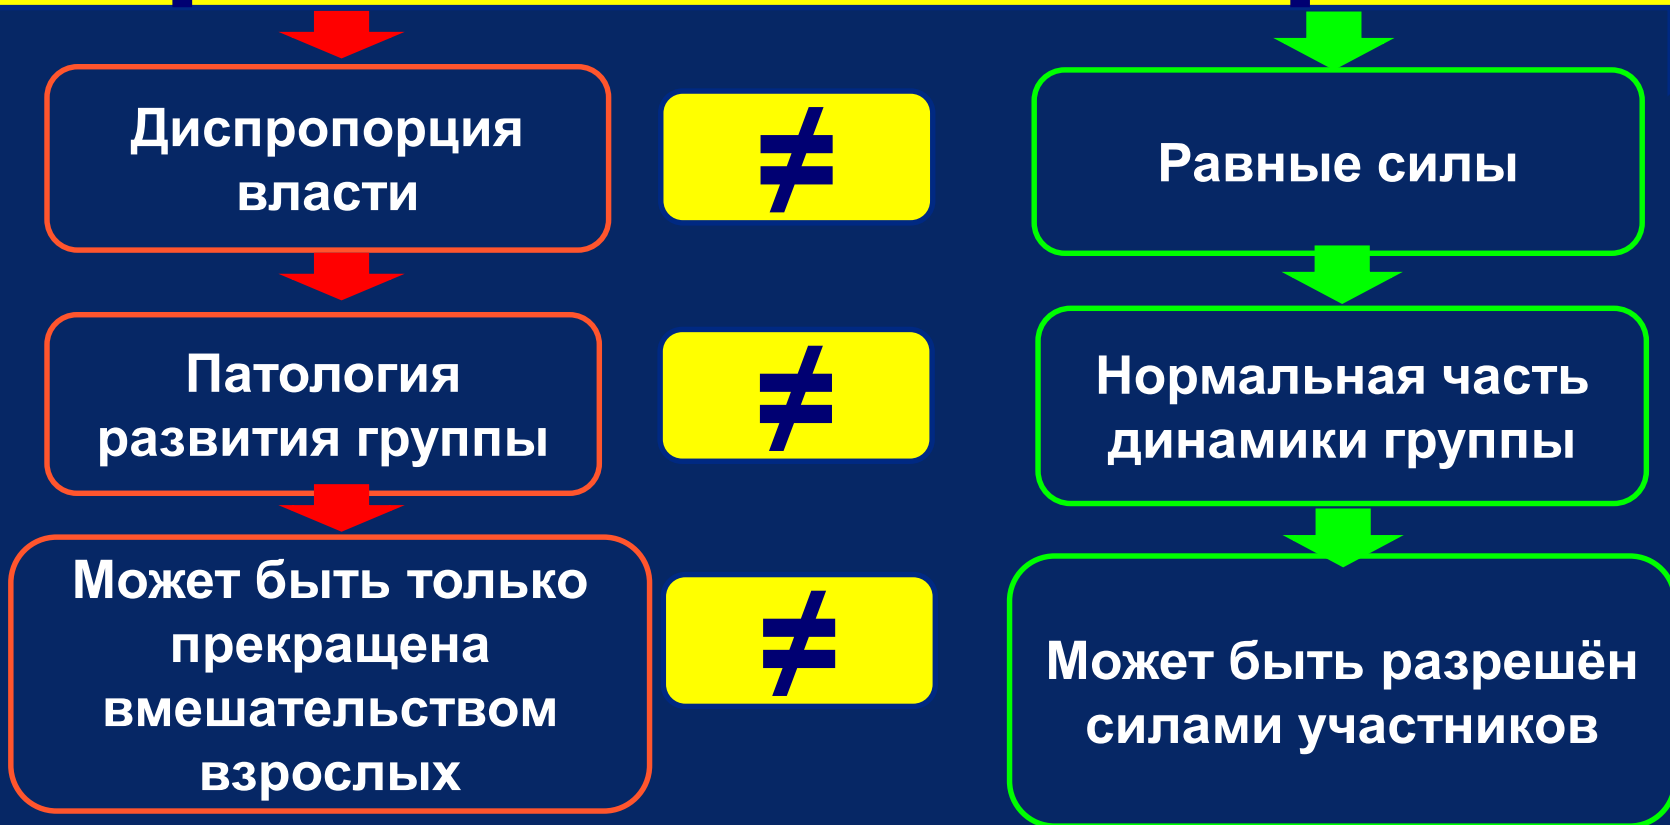 Диспропорция
власти
≠
Равные силы
Патология
развития группы
≠
Нормальная часть
динамики группы
Может быть только
прекращена
вмешательством
взрослых
≠
Может быть разрешён
силами участников